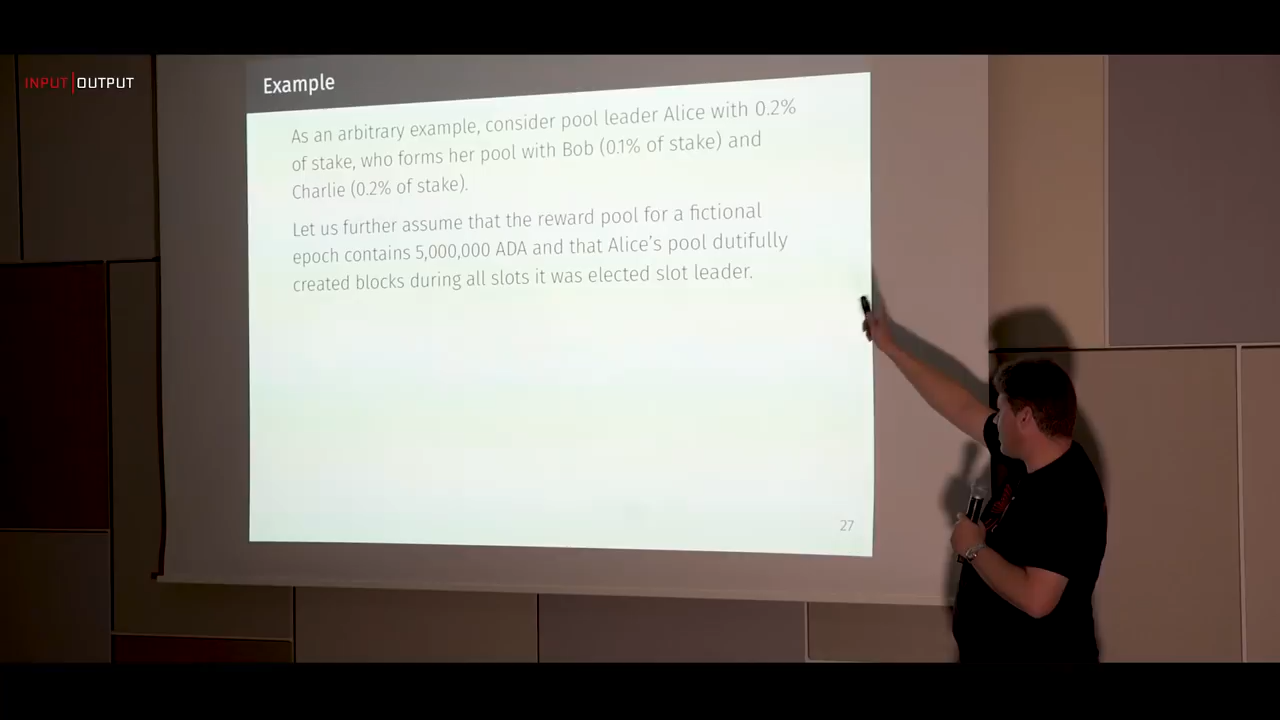 INPUT|OUTPUT
Example
As an arbitrary example, consider pool leader Alice with 0.2%
of stake, who forms her pool with Bob (0.1% of stake) and
Charlie (0.2% of stake).
Let us further assume that the reward pool for a fictional
epoch contains 5,000,000 ADA and that Alice's pool dutifully
created blocks during all slots it was elected slot leader.
27